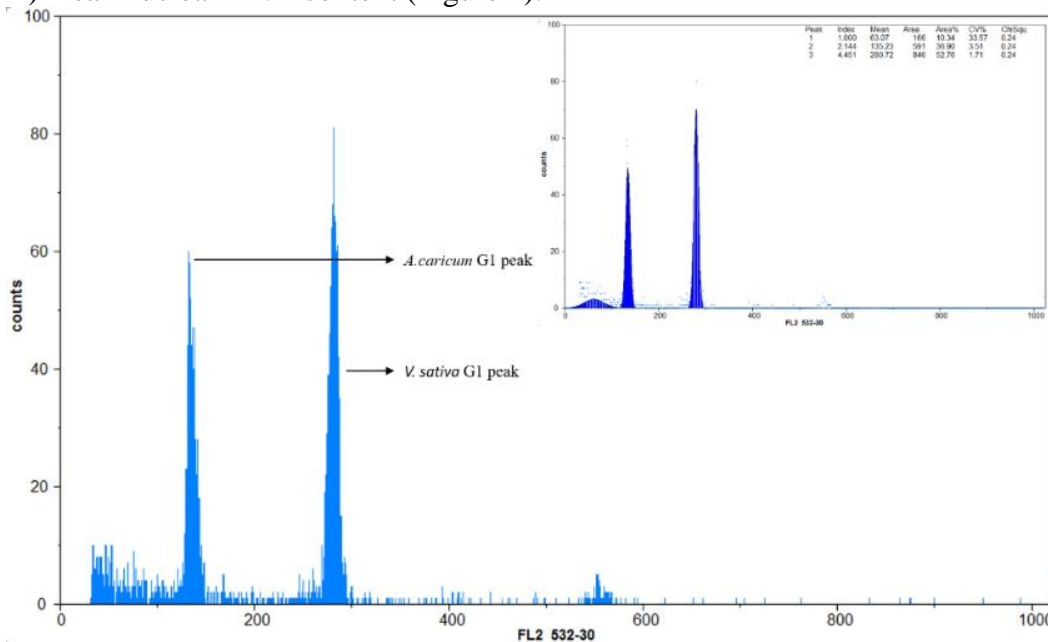 100
80
60
40
20
0
counts
0 200 400 600 800 1000
FL2 532-30
A.caricum G1 peak
V. sativa G1 peak
Peak Index Mean Area Area% CV% ChiSqu.
1 1.000 63.07 166 10.34 33.57 0.24
2 2.144 135.23 591 36.90 3.51 0.24
3 4.451 280.72 846 52.76 1.71 0.24
100
80
60
40
20
0
counts
0 200 400 600 800 1000
FL2 532-30